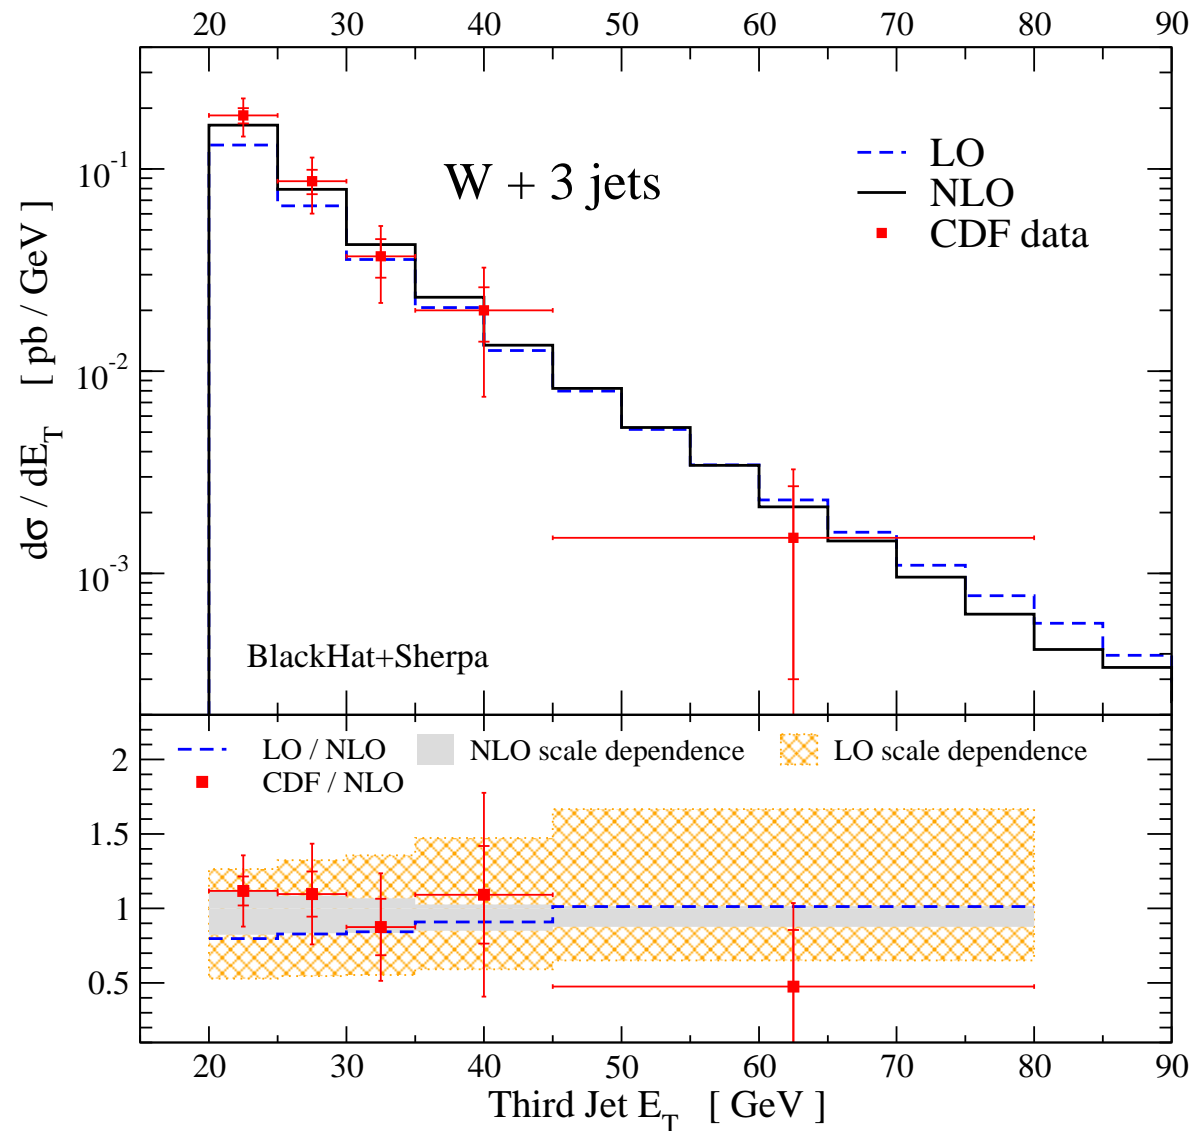 20 30 40 50 60 70 80 90
10^-1
10^-2
10^-3
dσ / dE_T [ pb / GeV ]
W + 3 jets
LO
NLO
CDF data
BlackHat+Sherpa
LO / NLO
CDF / NLO
NLO scale dependence
LO scale dependence
2
1.5
1
0.5
20 30 40 50 60 70 80 90
Third Jet E_T [ GeV ]